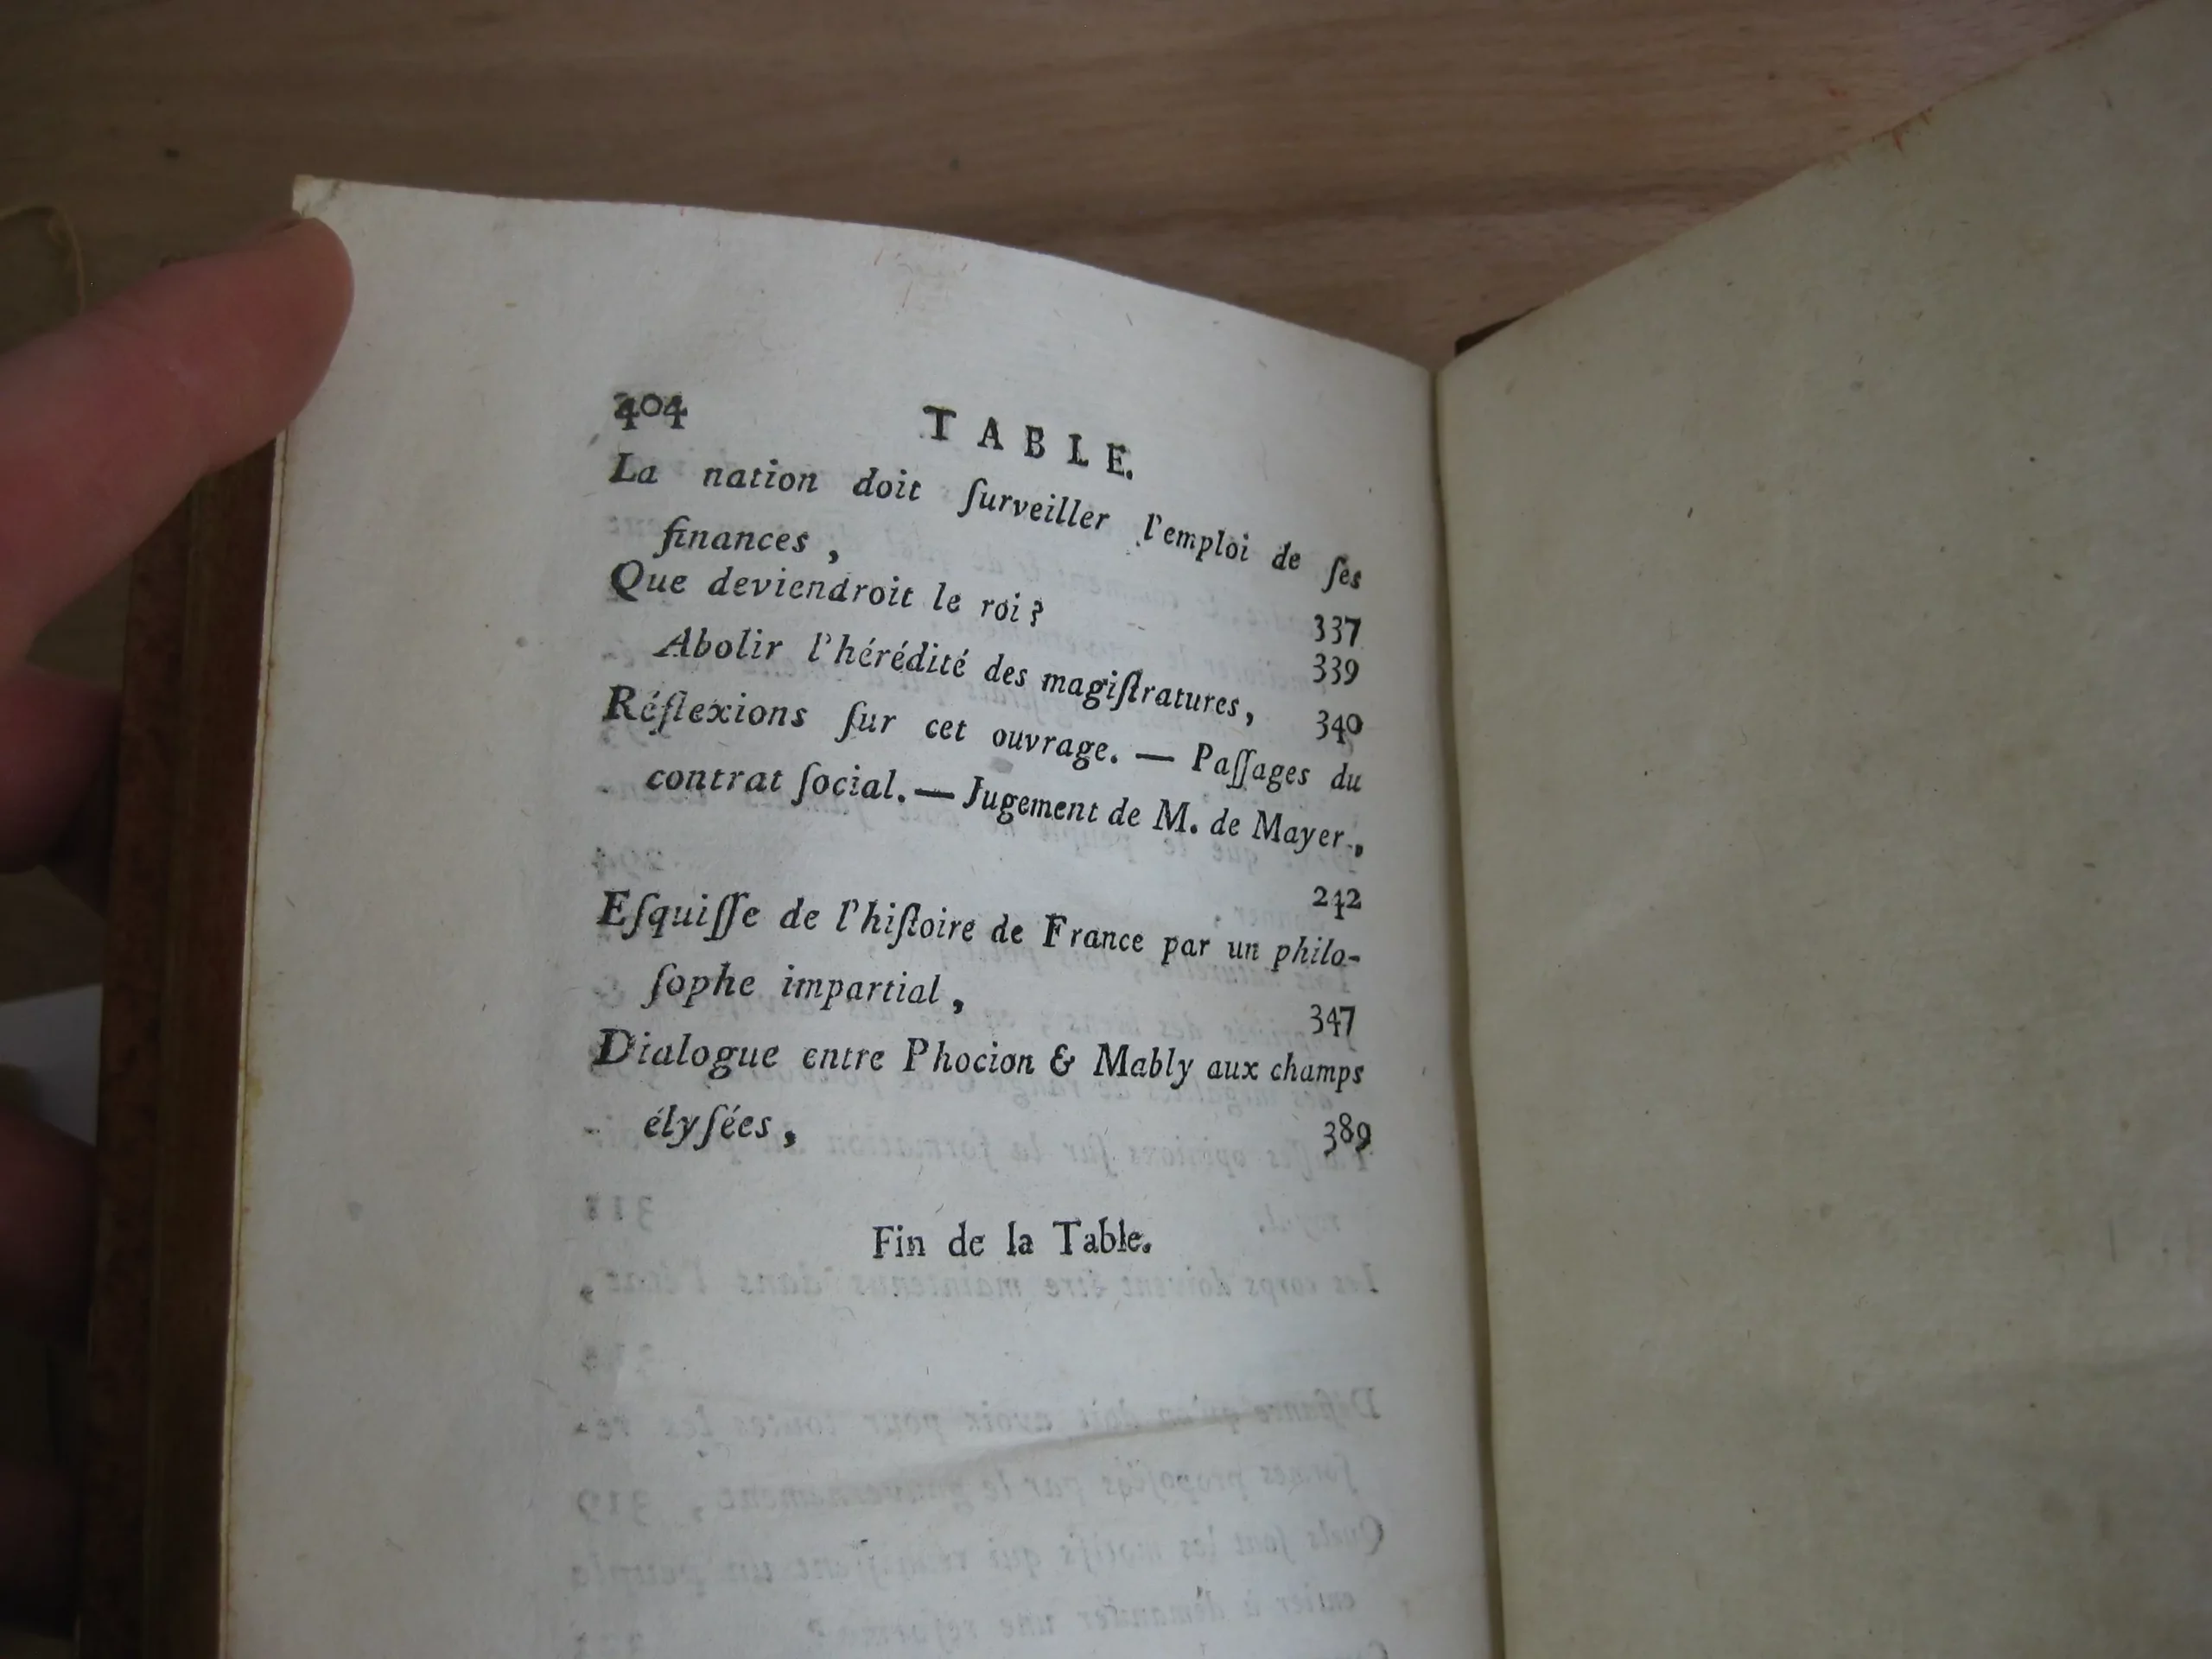 404 TABLE.
La nation doit ſurveiller l'emploi de ſes
finances, 337
Que deviendroit le roi? 339
Abolir l'hérédité des magiſtratures, 340
Réflexions ſur cet ouvrage. — Paſſages du
contrat ſocial. — Jugement de M. de Mayer.,
242
Eſquiſſe de l'hiſtoire de France par un philo-
ſophe impartial, 347
Dialogue entre Phocion & Mably aux champs
élyſées, 389
Fin de la Table.